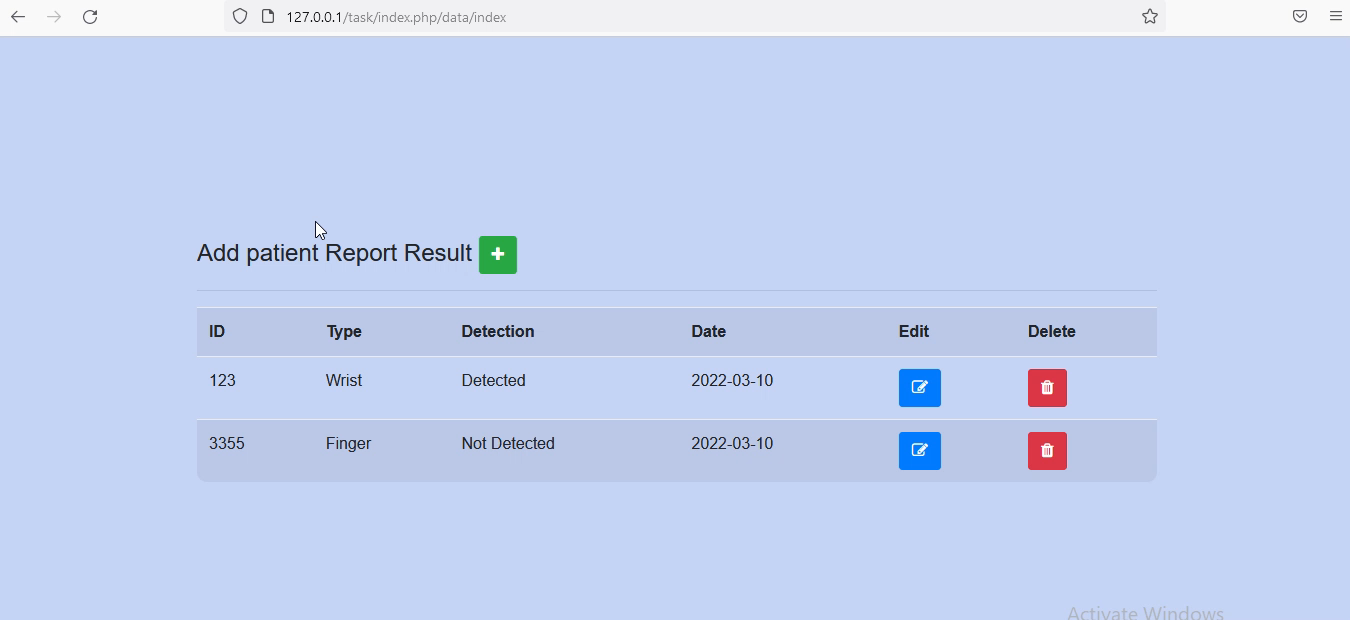 127.0.0.1/task/index.php/data/index
Add patient Report Result
ID Type Detection Date Edit Delete
123 Wrist Detected 2022-03-10
3355 Finger Not Detected 2022-03-10
Activate Windows